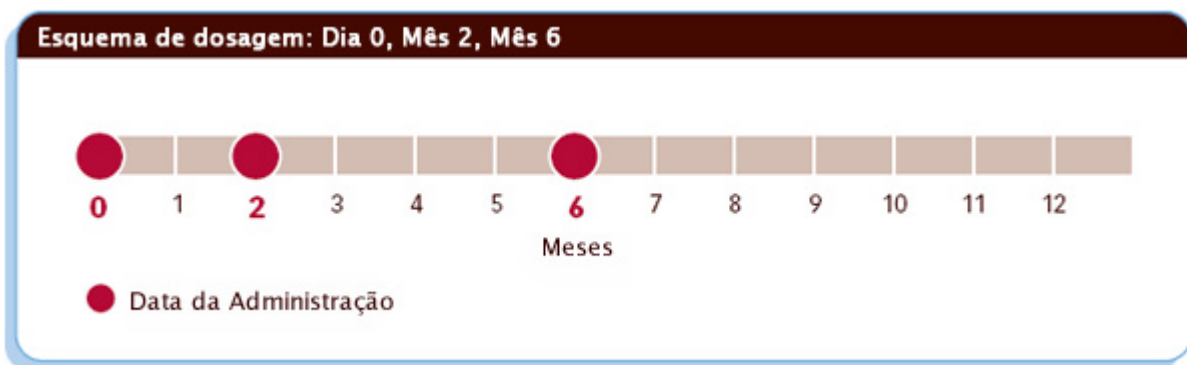 Esquema de dosagem: Dia 0, Mês 2, Mês 6
0 1 2 3 4 5 6 7 8 9 10 11 12
Meses
Data da Administração